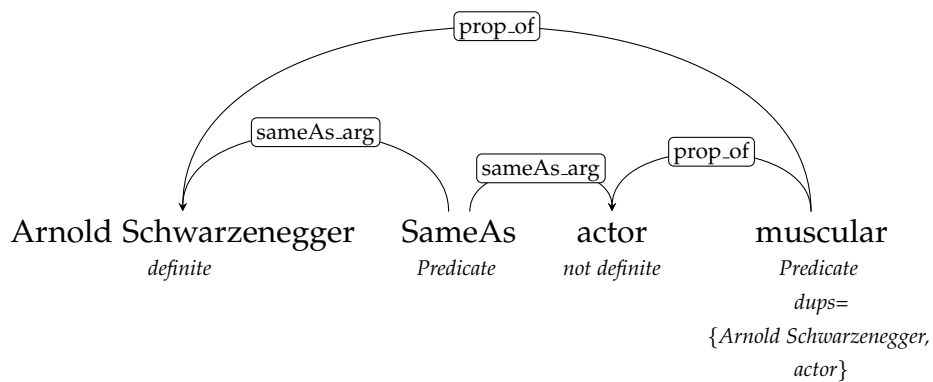 prop_of
sameAs_arg
sameAs_arg
prop_of
Arnold Schwarzenegger SameAs actor muscular
definite Predicate not definite Predicate
dups=
{Arnold Schwarzenegger,
actor}